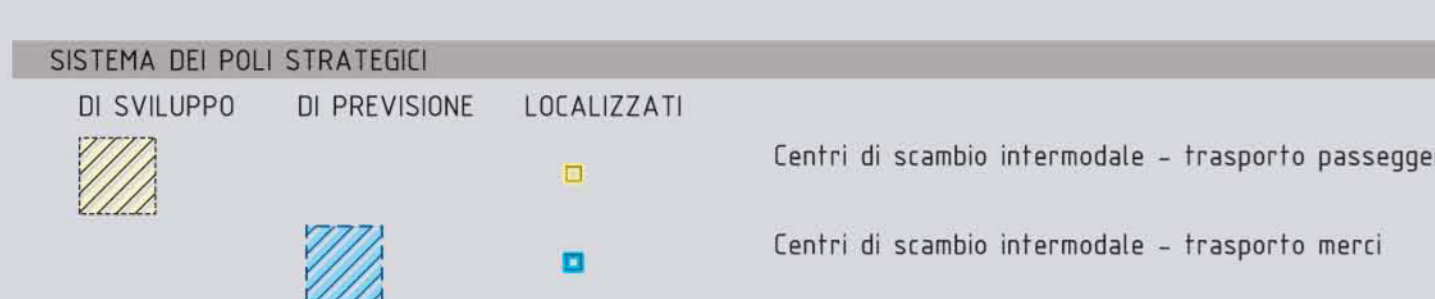 SISTEMA DEI POLI STRATEGICI
DI SVILUPPO DI PREVISIONE LOCALIZZATI
Centri di scambio intermodale - trasporto
Centri di scambio intermodale - trasporto merci